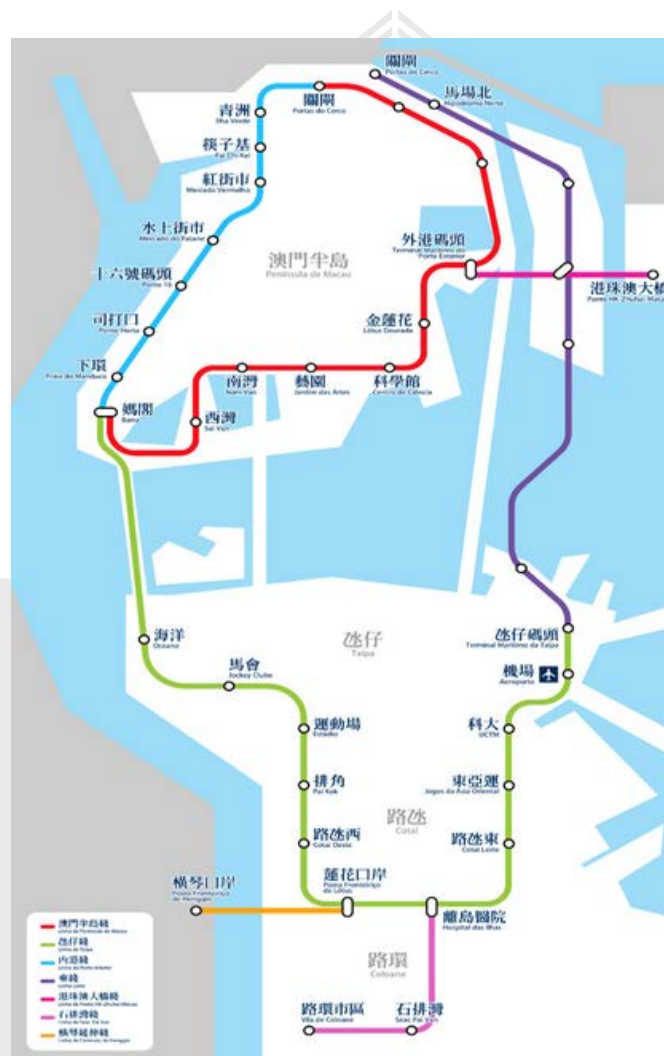 關閘
Portas do Cerco
馬場北
Hipódromo Norte
關閘
Portas do Cerco
青洲
Ilha Verde
筷子基
Fai Chi Kei
紅街市
Mercado Vermelho
水上街市
Mercado do Patane
十六號碼頭
Ponte 16
司打口
Ponte Horta
下環
Praia do Manduco
媽閣
Barra
澳門半島
Península de Macau
外港碼頭
Terminal Marítimo do
Porto Exterior
港珠澳大橋
金蓮花
Lótus Dourada
南灣
Nam Van
藝園
Jardim das Artes
科學館
Centro de Ciência
西灣
Sai Van
海洋
Oceano
氹仔
Taipa
氹仔碼頭
Terminal Marítimo da Taipa
馬會
Jockey Clube
機場
Aeroporto
運動場
Estádio
科大
UCTM
排角
Pai Kok
東亞運
Jogos da Ásia Oriental
路氹
Cotai
路氹西
Cotai Oeste
路氹東
Cotai Leste
橫琴口岸
Posto Fronteiriço
de Hengqin
蓮花口岸
Posto Fronteiriço
de Lótus
離島醫院
Hospital das Ilhas
路環
Coloane
路環市區
Vila de Coloane
石排灣
Seac Pai Van
澳門半島綫
氹仔綫
內港綫
東綫
港珠澳大橋綫
石排灣綫
橫琴延伸綫